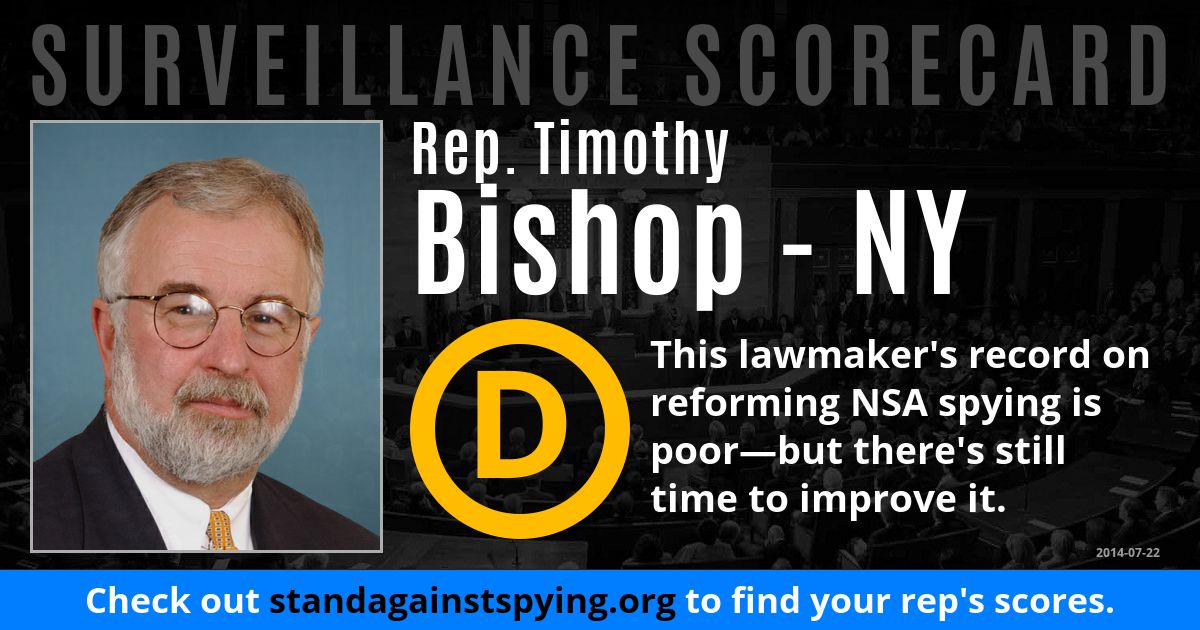 SURVEILLANCE SCORECARD
Rep. Timothy
Bishop - NY
D
This lawmaker's record on
reforming NSA spying is
poor—but there's still
time to improve it.
2014-07-22
Check out standagainstspying.org to find your rep's scores.